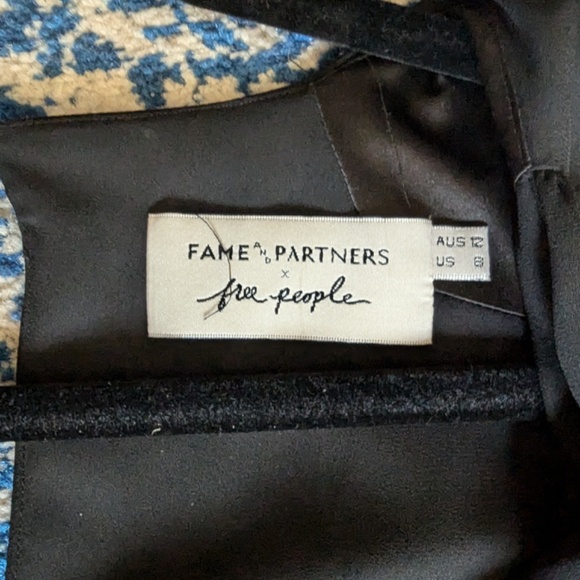 FAME AND PARTNERS
x
free people
AUS 12
US 8